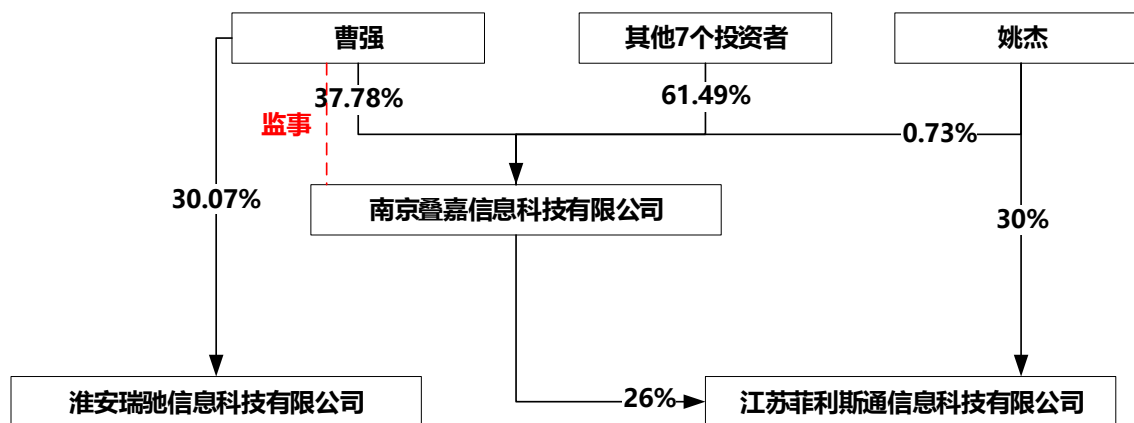 曹强
其他7个投资者
姚杰
37.78%
61.49%
监事
0.73%
30.07%
南京叠嘉信息科技有限公司
30%
淮安瑞驰信息科技有限公司
26%
江苏菲利斯通信息科技有限公司